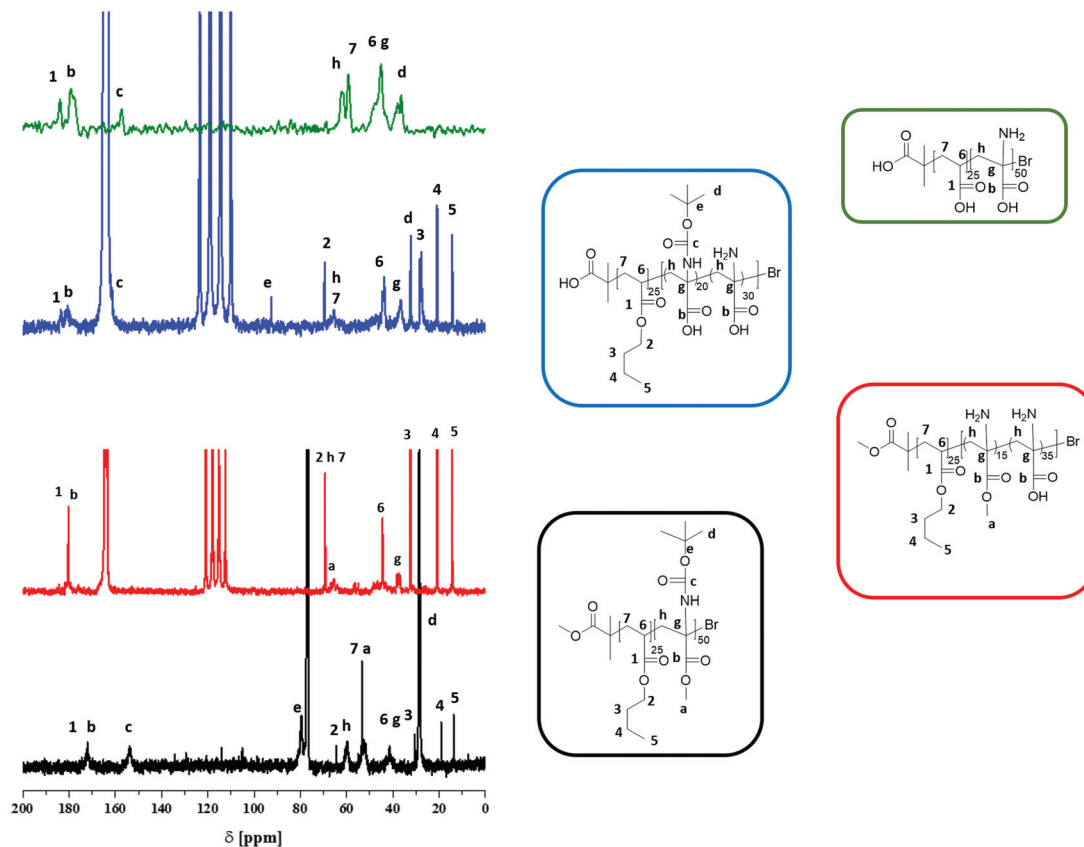 1
b
c
h
7
6 g
d
1
b
c
e
2
h
7
6
g
d
3
4
5
1 b
2 h 7
a
6
g
3
4
5
1 b
c
e
2
h
7 a
6 g
3
d
4
5
200 180 160 140 120 100 80 60 40 20 0
δ [ppm]
O
HO
7
6
25
1
O
OH
h
NH2
g
50
Br
b
O
OH
d
e
O
O
c
NH
H2N
O
HO
7
6
25
h
g
20
h
g
30
Br
1
O
O
b
O
OH
b
O
OH
2
3
4
5
H2N
H2N
O
O
7
6
25
h
g
15
h
g
35
Br
1
O
O
b
O
O
b
O
OH
2
a
3
4
5
d
e
O
O
c
NH
O
O
7
6
25
h
g
50
Br
1
O
O
b
O
O
2
a
3
4
5